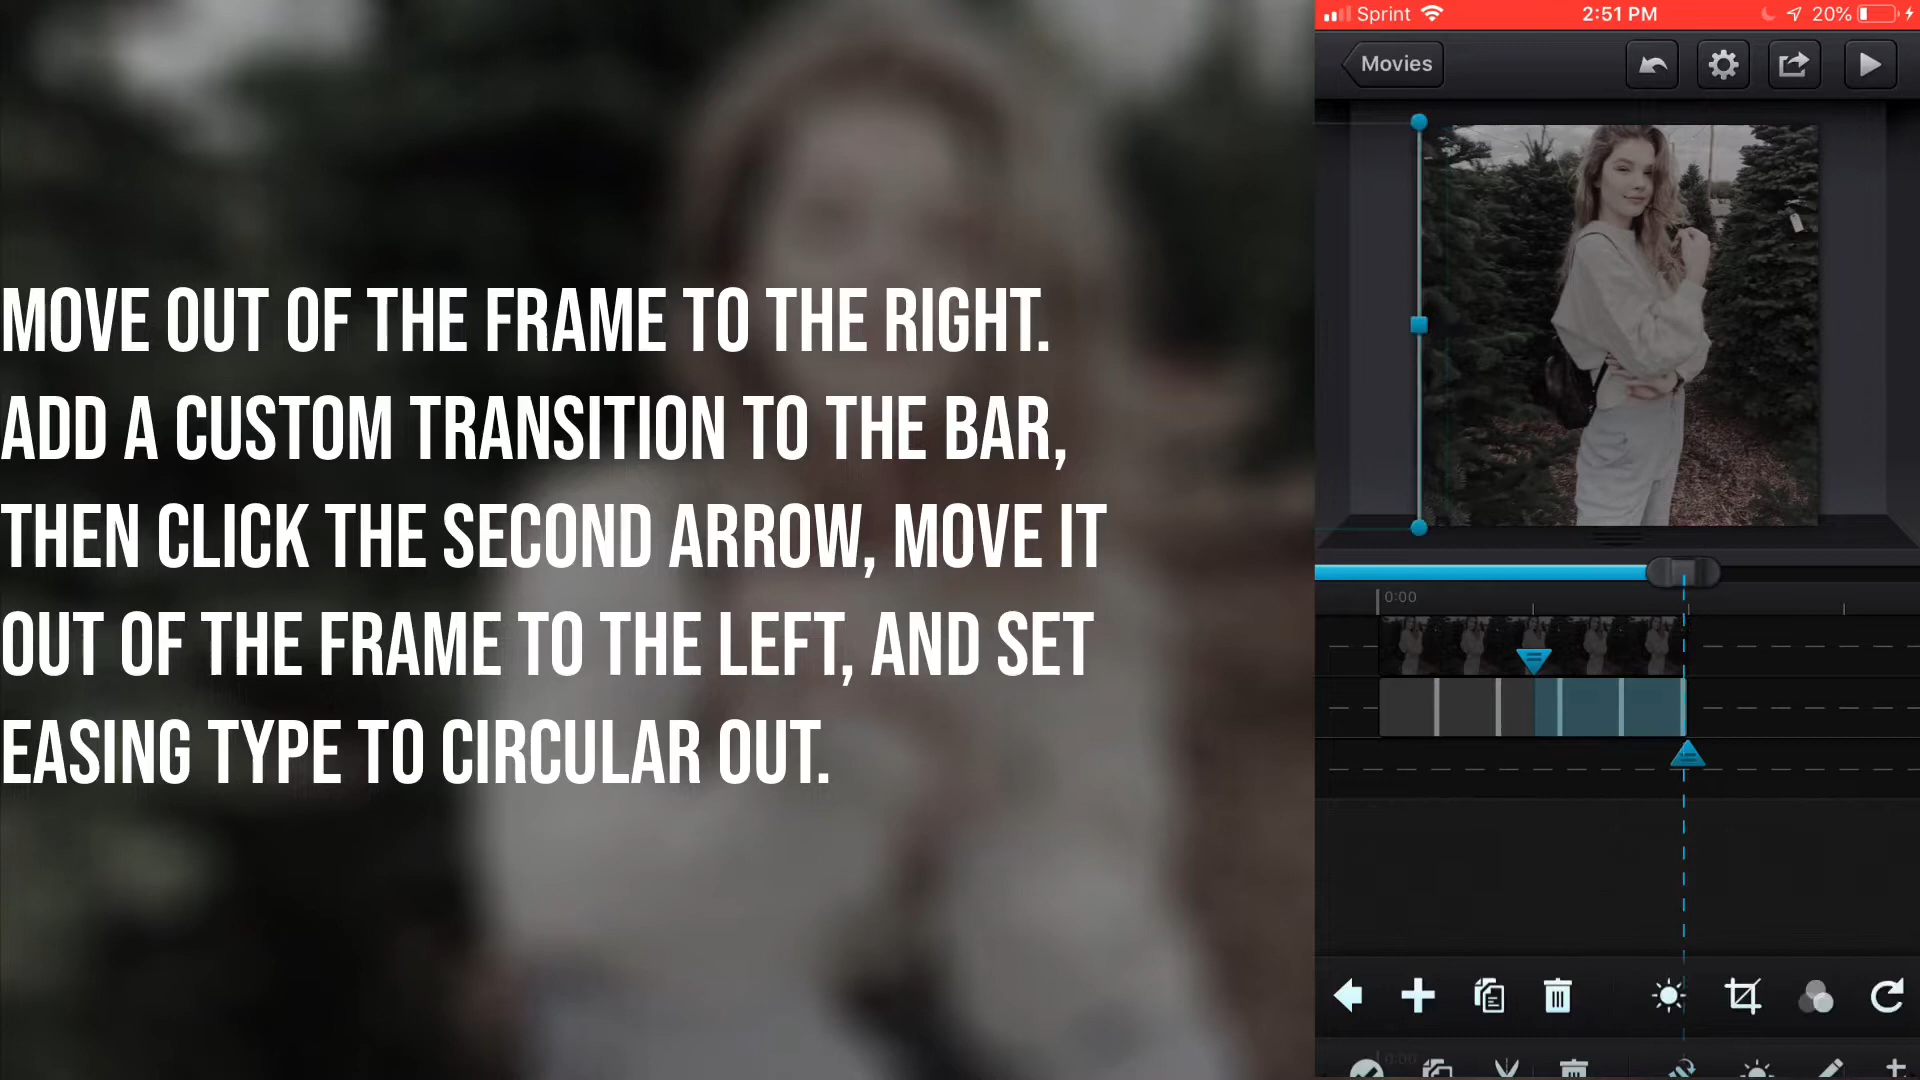 MOVE OUT OF THE FRAME TO THE RIGHT.
ADD A CUSTOM TRANSITION TO THE BAR,
THEN CLICK THE SECOND ARROW, MOVE IT
OUT OF THE FRAME TO THE LEFT, AND SET
EASING TYPE TO CIRCULAR OUT.
Sprint 2:51 PM 20%
Movies
0:00
0:00